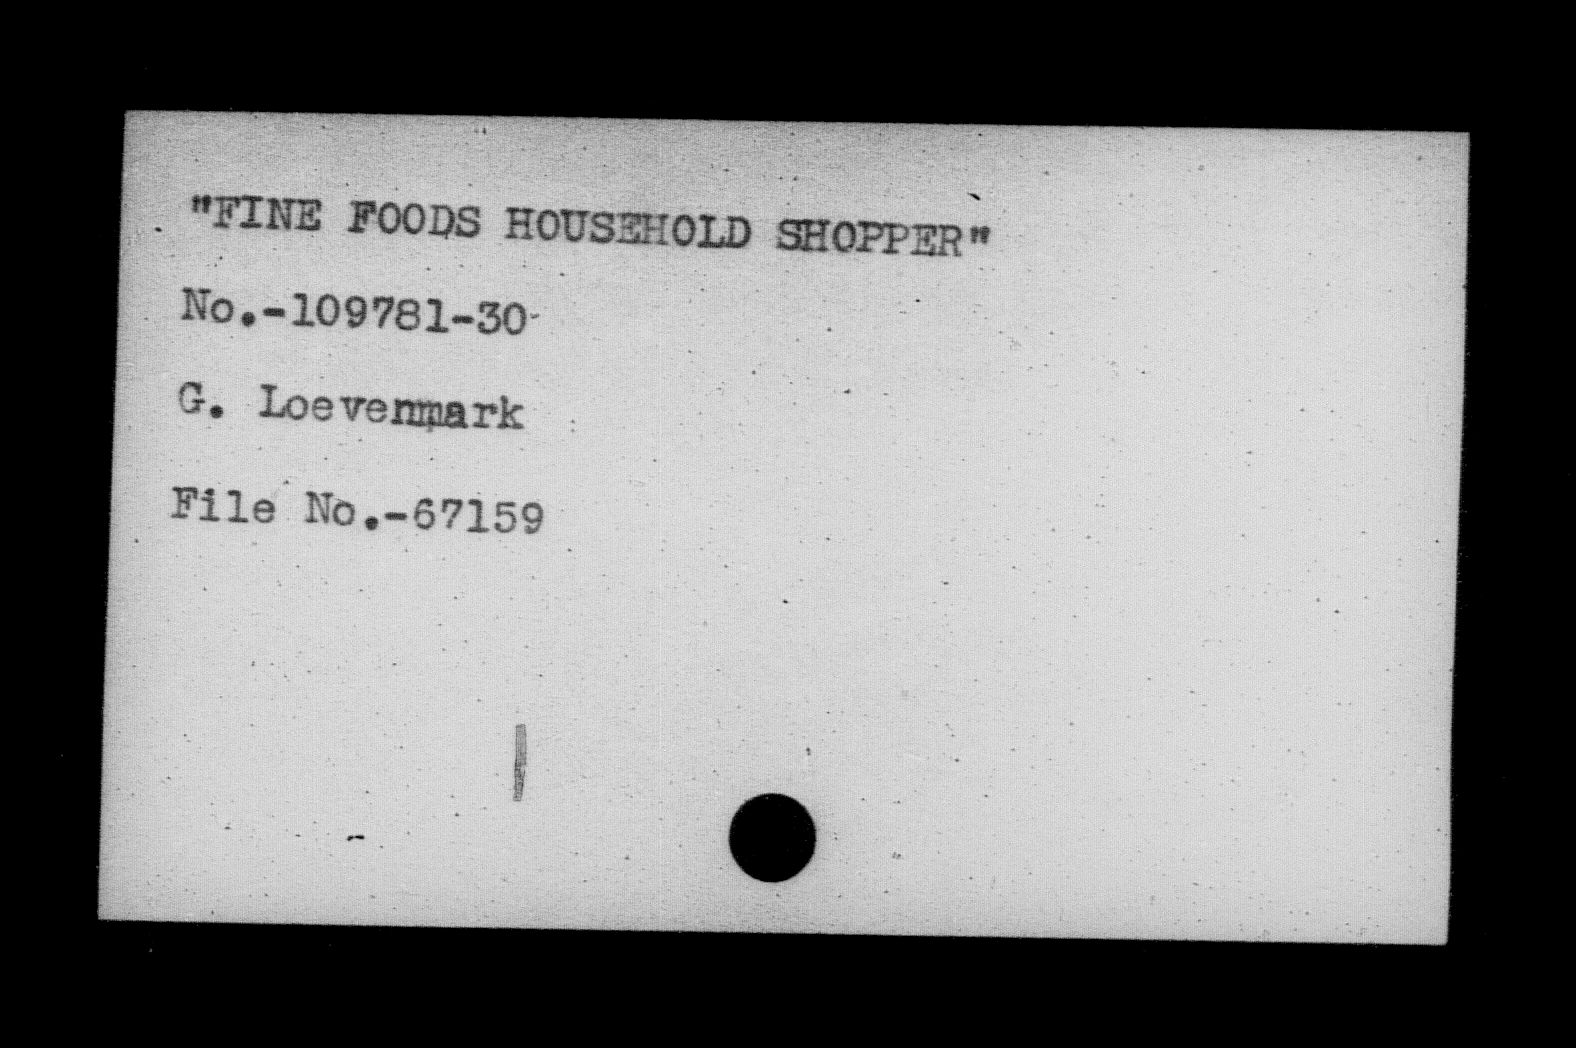 "FINE FOODS HOUSEHOLD SHOPPER"
No.-109781-30
G. Loevenmark
File No.-67159